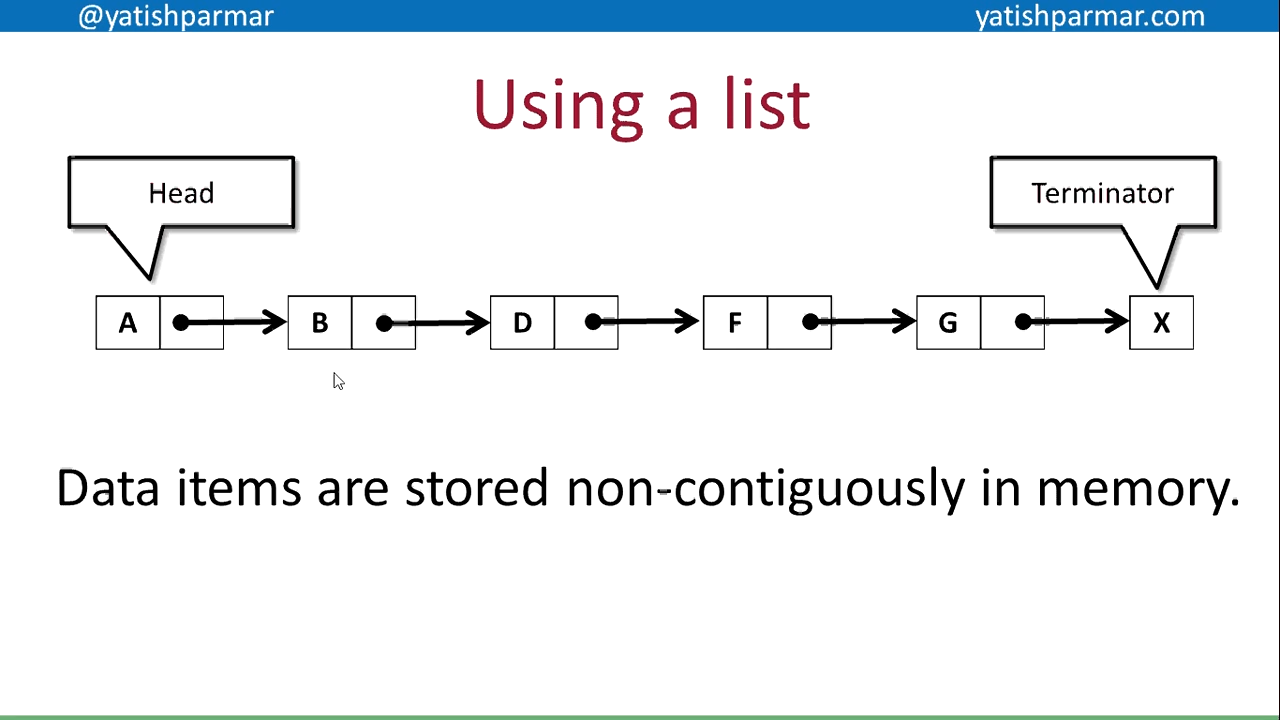 @yatishparmar yatishparmar.com
Using a list
Head Terminator
A B D F G X
Data items are stored non-contiguously in memory.